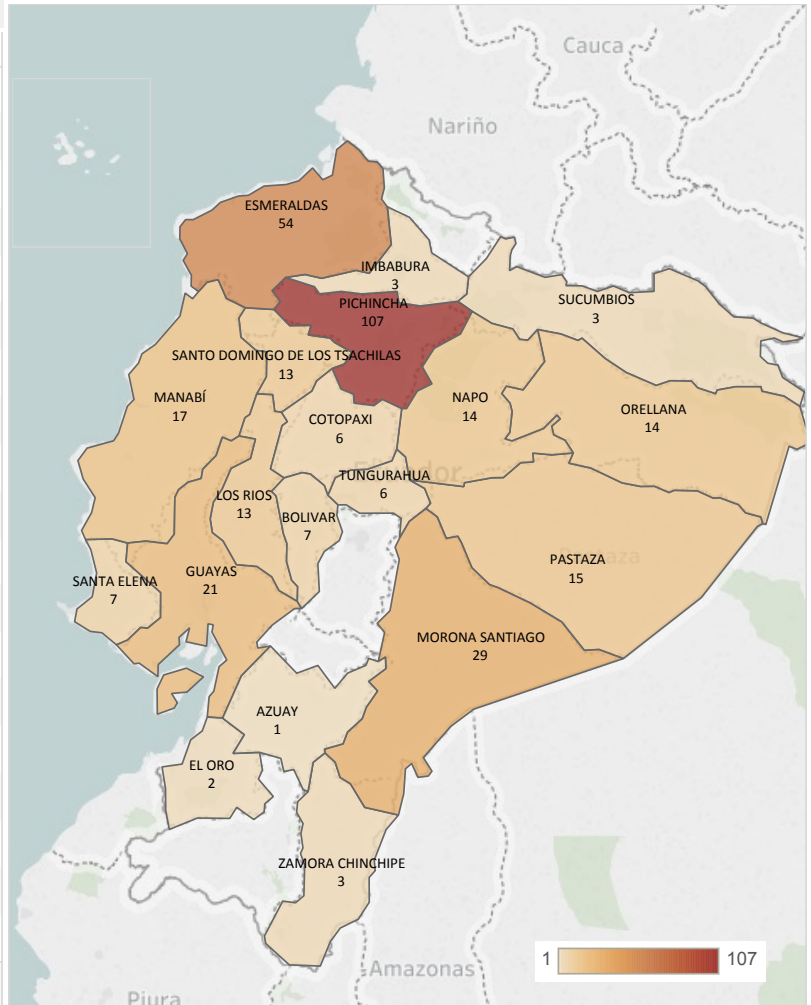 Cauca
Nariño
ESMERALDAS
54
IMBABURA
3
SUCUMBIOS
3
PICHINCHA
107
SANTO DOMINGO DE LOS TSACHILAS
13
MANABÍ
17
NAPO
14
ORELLANA
14
COTOPAXI
6
TUNGURAHUA
6
LOS RIOS
13
BOLIVAR
7
PASTAZA
15
SANTA ELENA
7
GUAYAS
21
MORONA SANTIAGO
29
AZUAY
1
EL ORO
2
ZAMORA CHINCHIPE
3
1 107
Amazonas
Piura